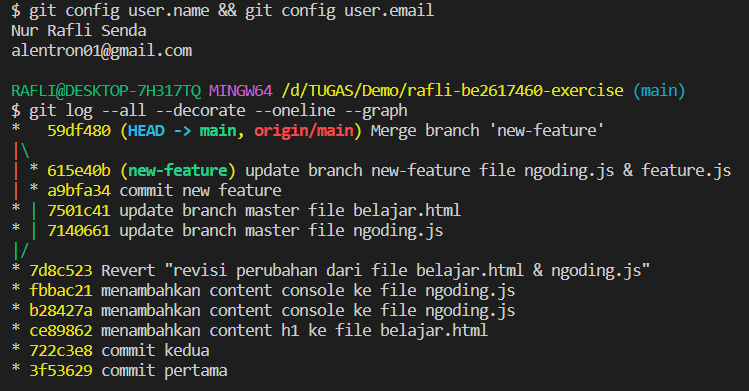 $ git config user.name && git config user.email
Nur Rafli Senda
alentron01@gmail.com
RAFLI@DESKTOP-7H317TQ MINGW64 /d/TUGAS/Demo/rafli-be2617460-exercise (main)
$ git log --all --decorate --oneline --graph
*   59df480 (HEAD -> main, origin/main) Merge branch 'new-feature'
|\
| * 615e40b (new-feature) update branch new-feature file ngoding.js & feature.js
| * a9bfa34 commit new feature
* | 7501c41 update branch master file belajar.html
* | 7140661 update branch master file ngoding.js
|/
* 7d8c523 Revert "revisi perubahan dari file belajar.html & ngoding.js"
* fbbac21 menambahkan content console ke file ngoding.js
* b28427a menambahkan content console ke file ngoding.js
* ce89862 menambahkan content h1 ke file belajar.html
* 722c3e8 commit kedua
* 3f53629 commit pertama